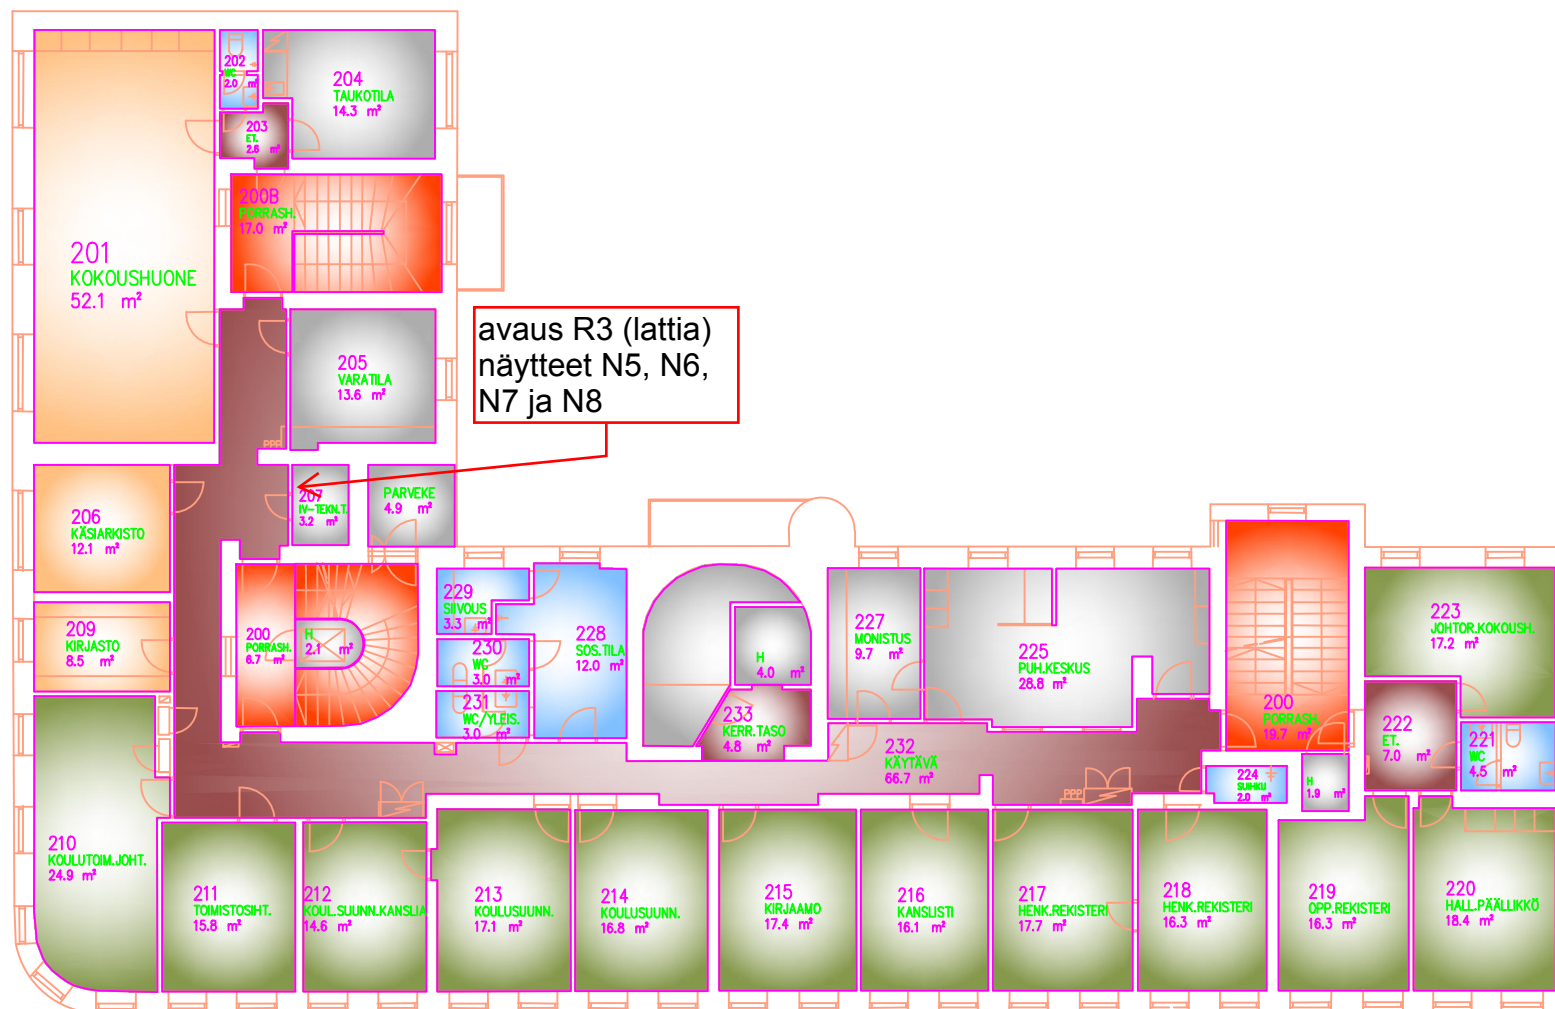 202
WC
2.0 m²
204
TAUKOTILA
14.3 m²
203
ET.
2.6 m²
200B
PORRASH.
17.0 m²
201
KOKOUSHUONE
52.1 m²
avaus R3 (lattia)
näytteet N5, N6,
N7 ja N8
205
VARATILA
13.6 m²
PPP
207
IV-TEKN.T.
3.2 m²
PARVEKE
4.9 m²
206
KÄSIARKISTO
12.1 m²
209
KIRJASTO
8.5 m²
200
PORRASH.
6.7 m²
H
2.1 m²
229
SIIVOUS
3.3 m²
230
WC
3.0 m²
231
WC/YLEIS.
3.0 m²
228
SOS.TILA
12.0 m²
H
4.0 m²
233
KERR.TASO
4.8 m²
227
MONISTUS
9.7 m²
225
PUH.KESKUS
28.8 m²
232
KÄYTÄVÄ
66.7 m²
PPP
200
PORRASH.
19.7 m²
223
JOHTOR.KOKOUSH.
17.2 m²
222
ET.
7.0 m²
221
WC
4.5 m²
224
SUIHKU
2.0 m²
H
1.9 m²
210
KOULUTOIM.JOHT.
24.9 m²
211
TOIMISTOSIHT.
15.8 m²
212
KOUL.SUUNN.KANSLIA
14.6 m²
213
KOULUSUUNN.
17.1 m²
214
KOULUSUUNN.
16.8 m²
215
KIRJAAMO
17.4 m²
216
KANSLISTI
16.1 m²
217
HENK.REKISTERI
17.7 m²
218
HENK.REKISTERI
16.3 m²
219
OPP.REKISTERI
16.3 m²
220
HALL.PÄÄLLIKKÖ
18.4 m²